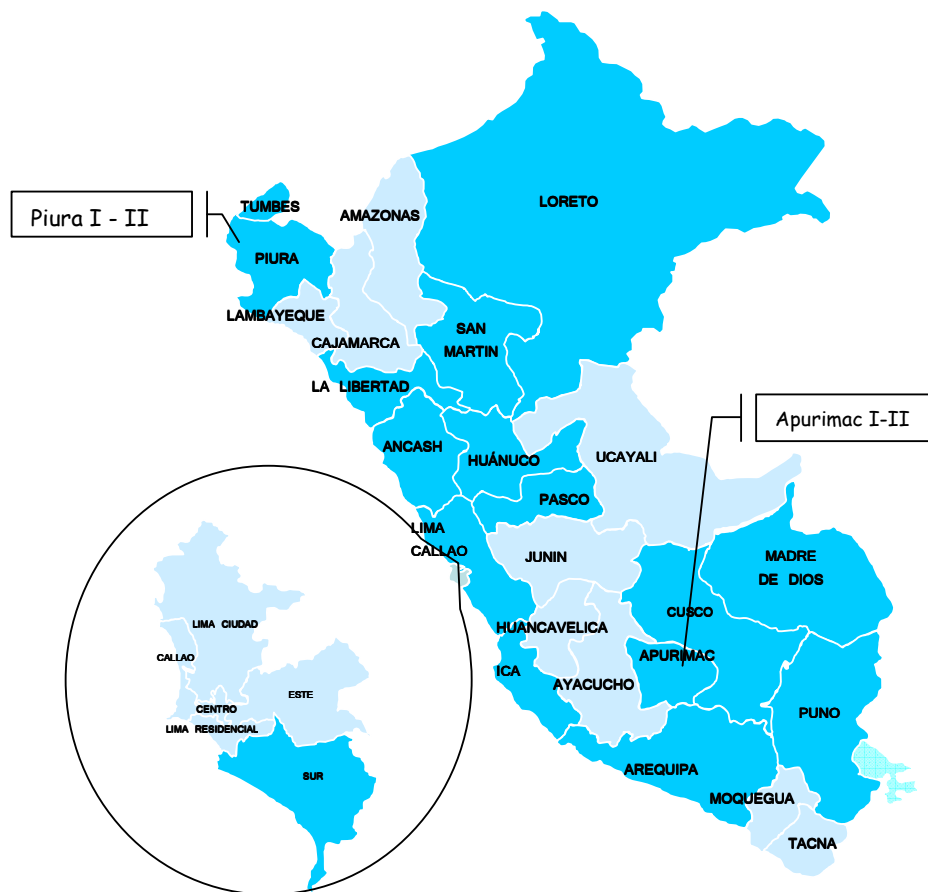 LORETO
TUMBES
AMAZONAS
Piura I - II
PIURA
LAMBAYEQUE
SAN
MARTIN
CAJAMARCA
LA LIBERTAD
Apurimac I-II
ANCASH
HUÁNUCO
UCAYALI
PASCO
LIMA
CALLAO
JUNIN
MADRE
DE DIOS
CUSCO
LIMA CIUDAD
HUANCAVELICA
CALLAO
APURIMAC
ICA
AYACUCHO
ESTE
CENTRO
PUNO
LIMA RESIDENCIAL
SUR
AREQUIPA
MOQUEGUA
TACNA